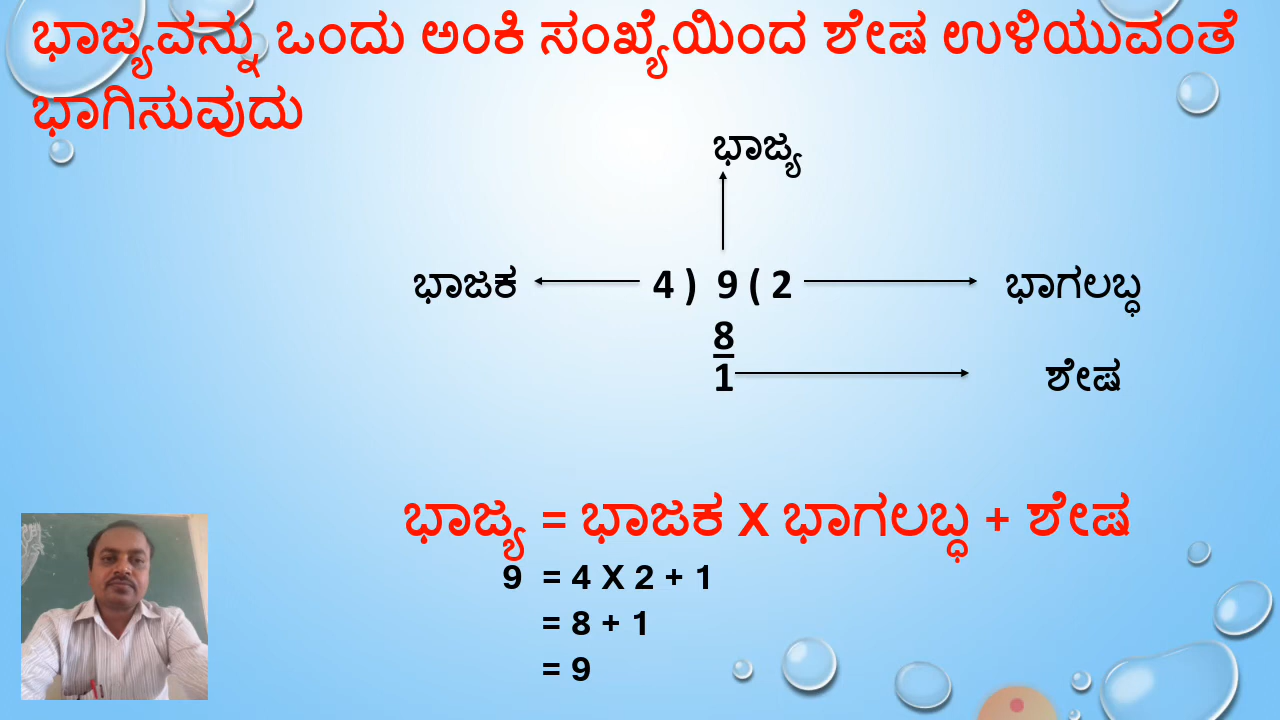 ಭಾಜ್ಯವನ್ನು ಒಂದು ಅಂಕಿ ಸಂಖ್ಯೆಯಿಂದ ಶೇಷ ಉಳಿಯುವಂತೆ
ಭಾಗಿಸುವುದು
ಭಾಜ್ಯ
ಭಾಜಕ 4 ) 9 ( 2 ಭಾಗಲಬ್ಧ
8
1 ಶೇಷ
ಭಾಜ್ಯ = ಭಾಜಕ X ಭಾಗಲಬ್ಧ + ಶೇಷ
9 = 4 X 2 + 1
= 8 + 1
= 9